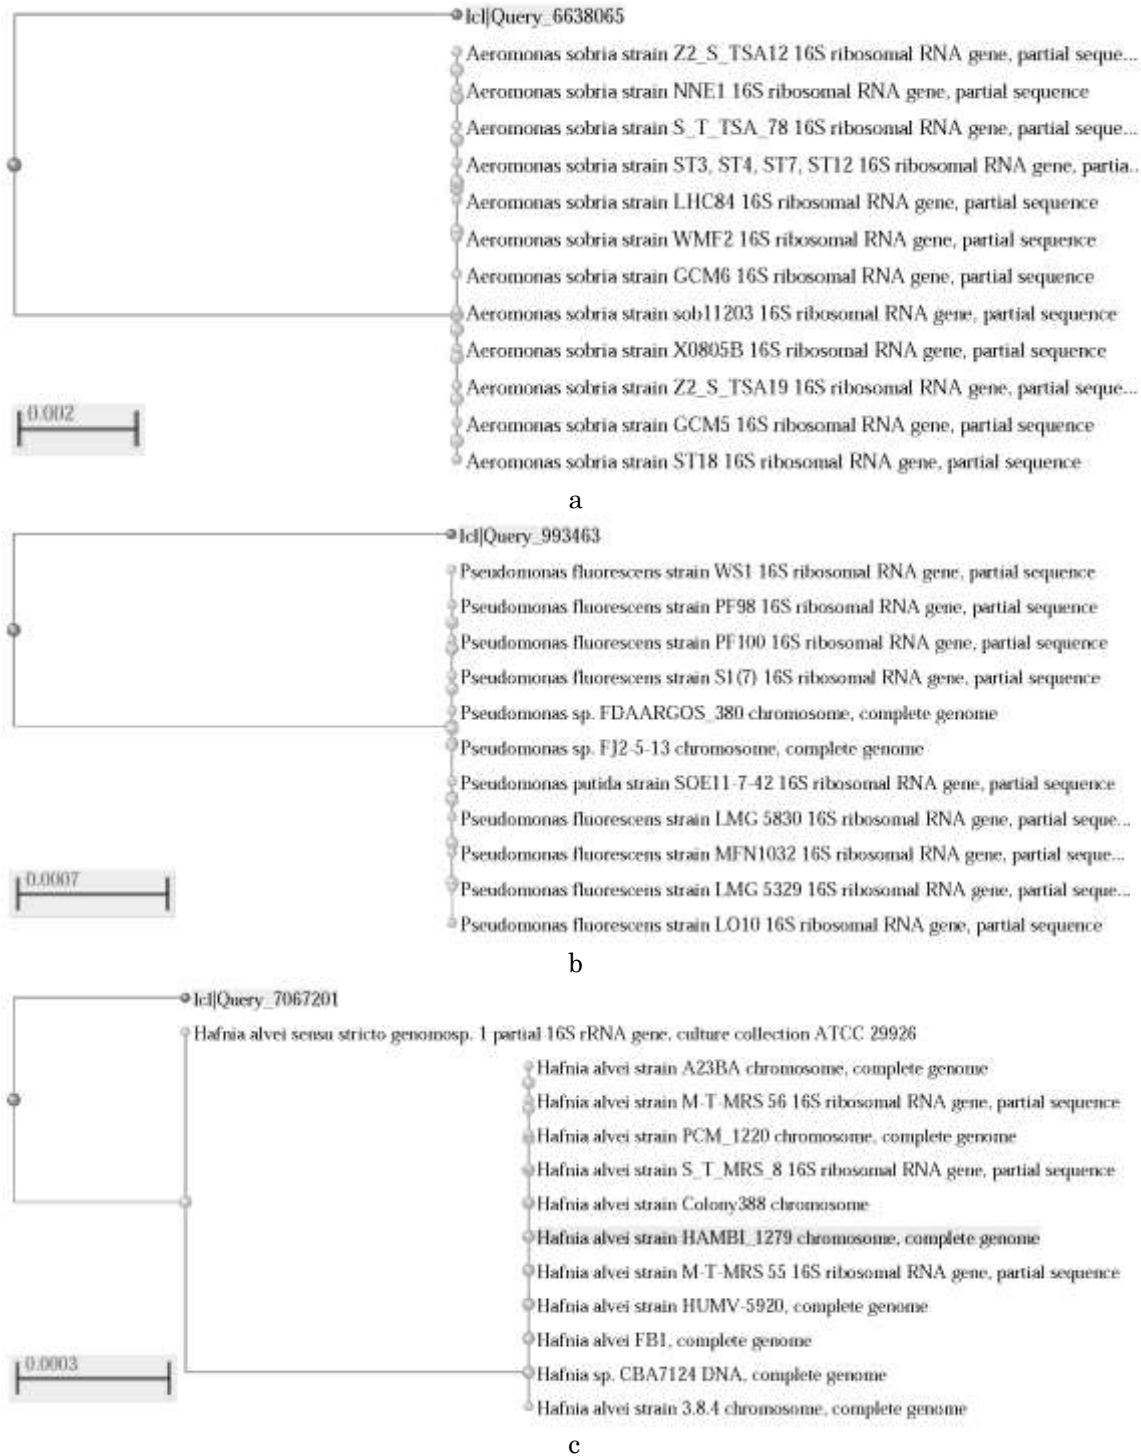 lcl|Query_6638065
Aeromonas sobria strain Z2_S_TSA12 16S ribosomal RNA gene, partial seque...
Aeromonas sobria strain NNE1 16S ribosomal RNA gene, partial sequence
Aeromonas sobria strain S_T_TSA_78 16S ribosomal RNA gene, partial seque...
Aeromonas sobria strain ST3, ST4, ST7, ST12 16S ribosomal RNA gene, partia..
Aeromonas sobria strain LHC84 16S ribosomal RNA gene, partial sequence
Aeromonas sobria strain WMF2 16S ribosomal RNA gene, partial sequence
Aeromonas sobria strain GCM6 16S ribosomal RNA gene, partial sequence
Aeromonas sobria strain sob11203 16S ribosomal RNA gene, partial sequence
Aeromonas sobria strain X0805B 16S ribosomal RNA gene, partial sequence
Aeromonas sobria strain Z2_S_TSA19 16S ribosomal RNA gene, partial seque...
Aeromonas sobria strain GCM5 16S ribosomal RNA gene, partial sequence
Aeromonas sobria strain ST18 16S ribosomal RNA gene, partial sequence
0.002
a
lcl|Query_993463
Pseudomonas fluorescens strain WS1 16S ribosomal RNA gene, partial sequence
Pseudomonas fluorescens strain PF98 16S ribosomal RNA gene, partial sequence
Pseudomonas fluorescens strain PF100 16S ribosomal RNA gene, partial sequence
Pseudomonas fluorescens strain S1(7) 16S ribosomal RNA gene, partial sequence
Pseudomonas sp. FDAARGOS_380 chromosome, complete genome
Pseudomonas sp. FJ2-5-13 chromosome, complete genome
Pseudomonas putida strain SOE11-7-42 16S ribosomal RNA gene, partial sequence
Pseudomonas fluorescens strain LMG 5830 16S ribosomal RNA gene, partial seque...
Pseudomonas fluorescens strain MFN1032 16S ribosomal RNA gene, partial seque...
Pseudomonas fluorescens strain LMG 5329 16S ribosomal RNA gene, partial seque...
Pseudomonas fluorescens strain LO10 16S ribosomal RNA gene, partial sequence
0.0007
b
lcl|Query_7067201
Hafnia alvei sensu stricto genomosp. 1 partial 16S rRNA gene, culture collection ATCC 29926
Hafnia alvei strain A23BA chromosome, complete genome
Hafnia alvei strain M-T-MRS 56 16S ribosomal RNA gene, partial sequence
Hafnia alvei strain PCM_1220 chromosome, complete genome
Hafnia alvei strain S_T_MRS_8 16S ribosomal RNA gene, partial sequence
Hafnia alvei strain Colony388 chromosome
Hafnia alvei strain HAMBI_1279 chromosome, complete genome
Hafnia alvei strain M-T-MRS 55 16S ribosomal RNA gene, partial sequence
Hafnia alvei strain HUMV-5920, complete genome
Hafnia alvei FB1, complete genome
Hafnia sp. CBA7124 DNA, complete genome
Hafnia alvei strain 3.8.4 chromosome, complete genome
0.0003
c